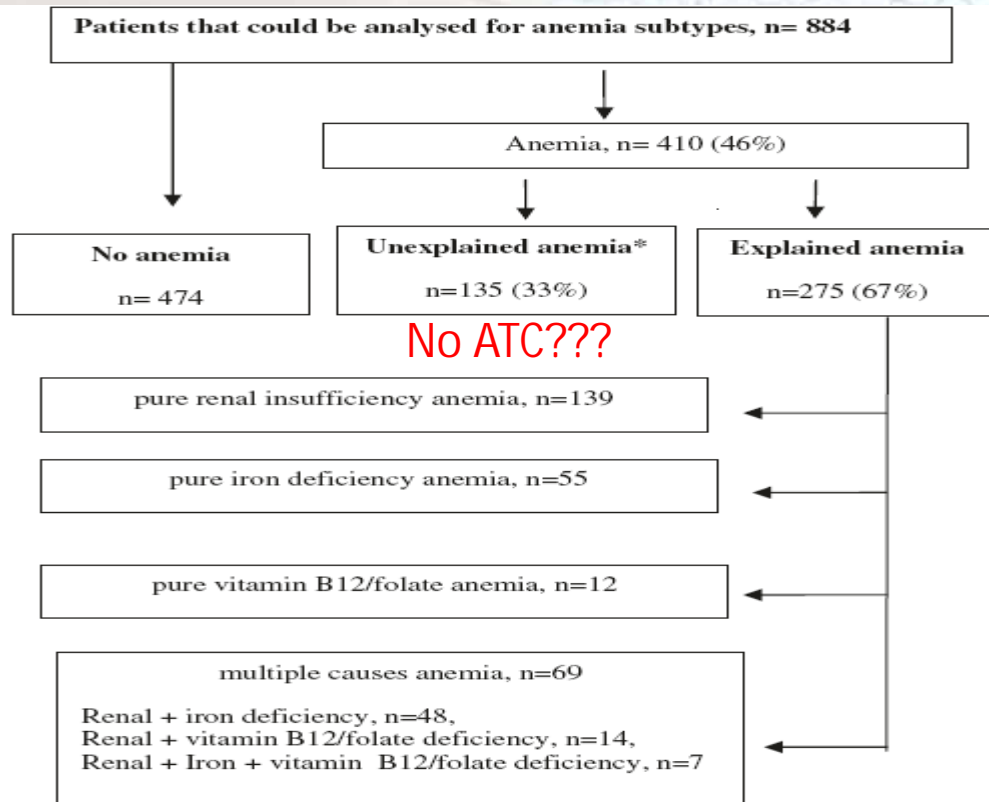 Patients that could be analysed for anemia subtypes, n= 884
Anemia, n= 410 (46%)
No anemia
n= 474
Unexplained anemia*
n=135 (33%)
Explained anemia
n=275 (67%)
No ATC???
pure renal insufficiency anemia, n=139
pure iron deficiency anemia, n=55
pure vitamin B12/folate anemia, n=12
multiple causes anemia, n=69
Renal + iron deficiency, n=48,
Renal + vitamin B12/folate deficiency, n=14,
Renal + Iron + vitamin B12/folate deficiency, n=7